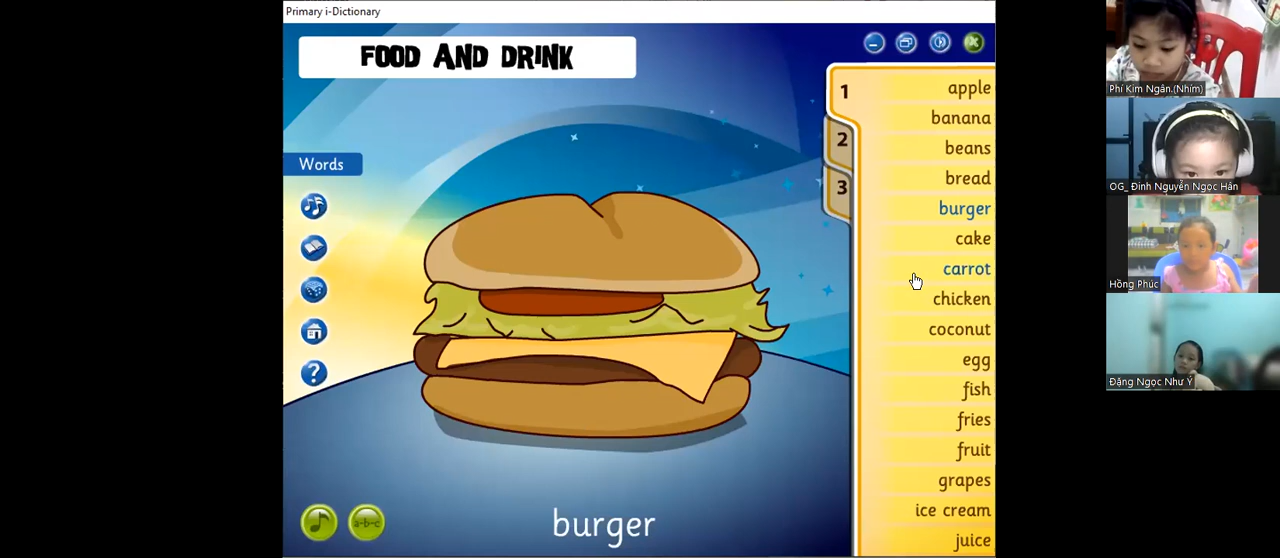 Primary i-Dictionary
FOOD AND DRINK
Words
1
2
3
apple
banana
beans
bread
burger
cake
carrot
chicken
coconut
egg
fish
fries
fruit
grapes
ice cream
juice
?
a-b-c
burger
Phí Kim Ngân.(Nhím)
OG_ Đinh Nguyễn Ngọc Hân
Hồng Phúc
Đặng Ngọc Như Ý